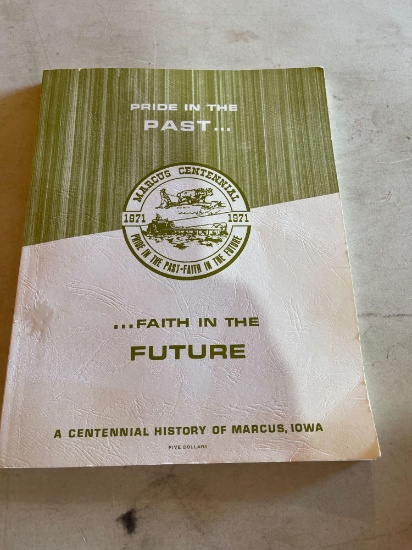 PRIDE IN THE
PAST...
MARCUS CENTENNIAL
1871 1971
PRIDE IN THE PAST-FAITH IN THE FUTURE
...FAITH IN THE
FUTURE
A CENTENNIAL HISTORY OF MARCUS, IOWA
FIVE DOLLARS